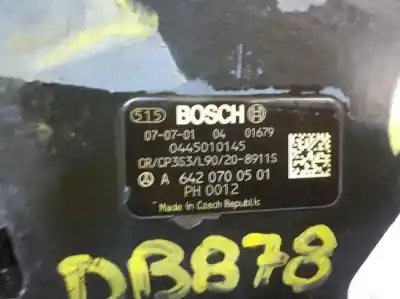 515 BOSCH
07-07-01 04 01679
0445010145
CR/CP3S3/L90/20-8911S
A 642 070 05 01
PH 0012
Made in Czech Republic
DB878